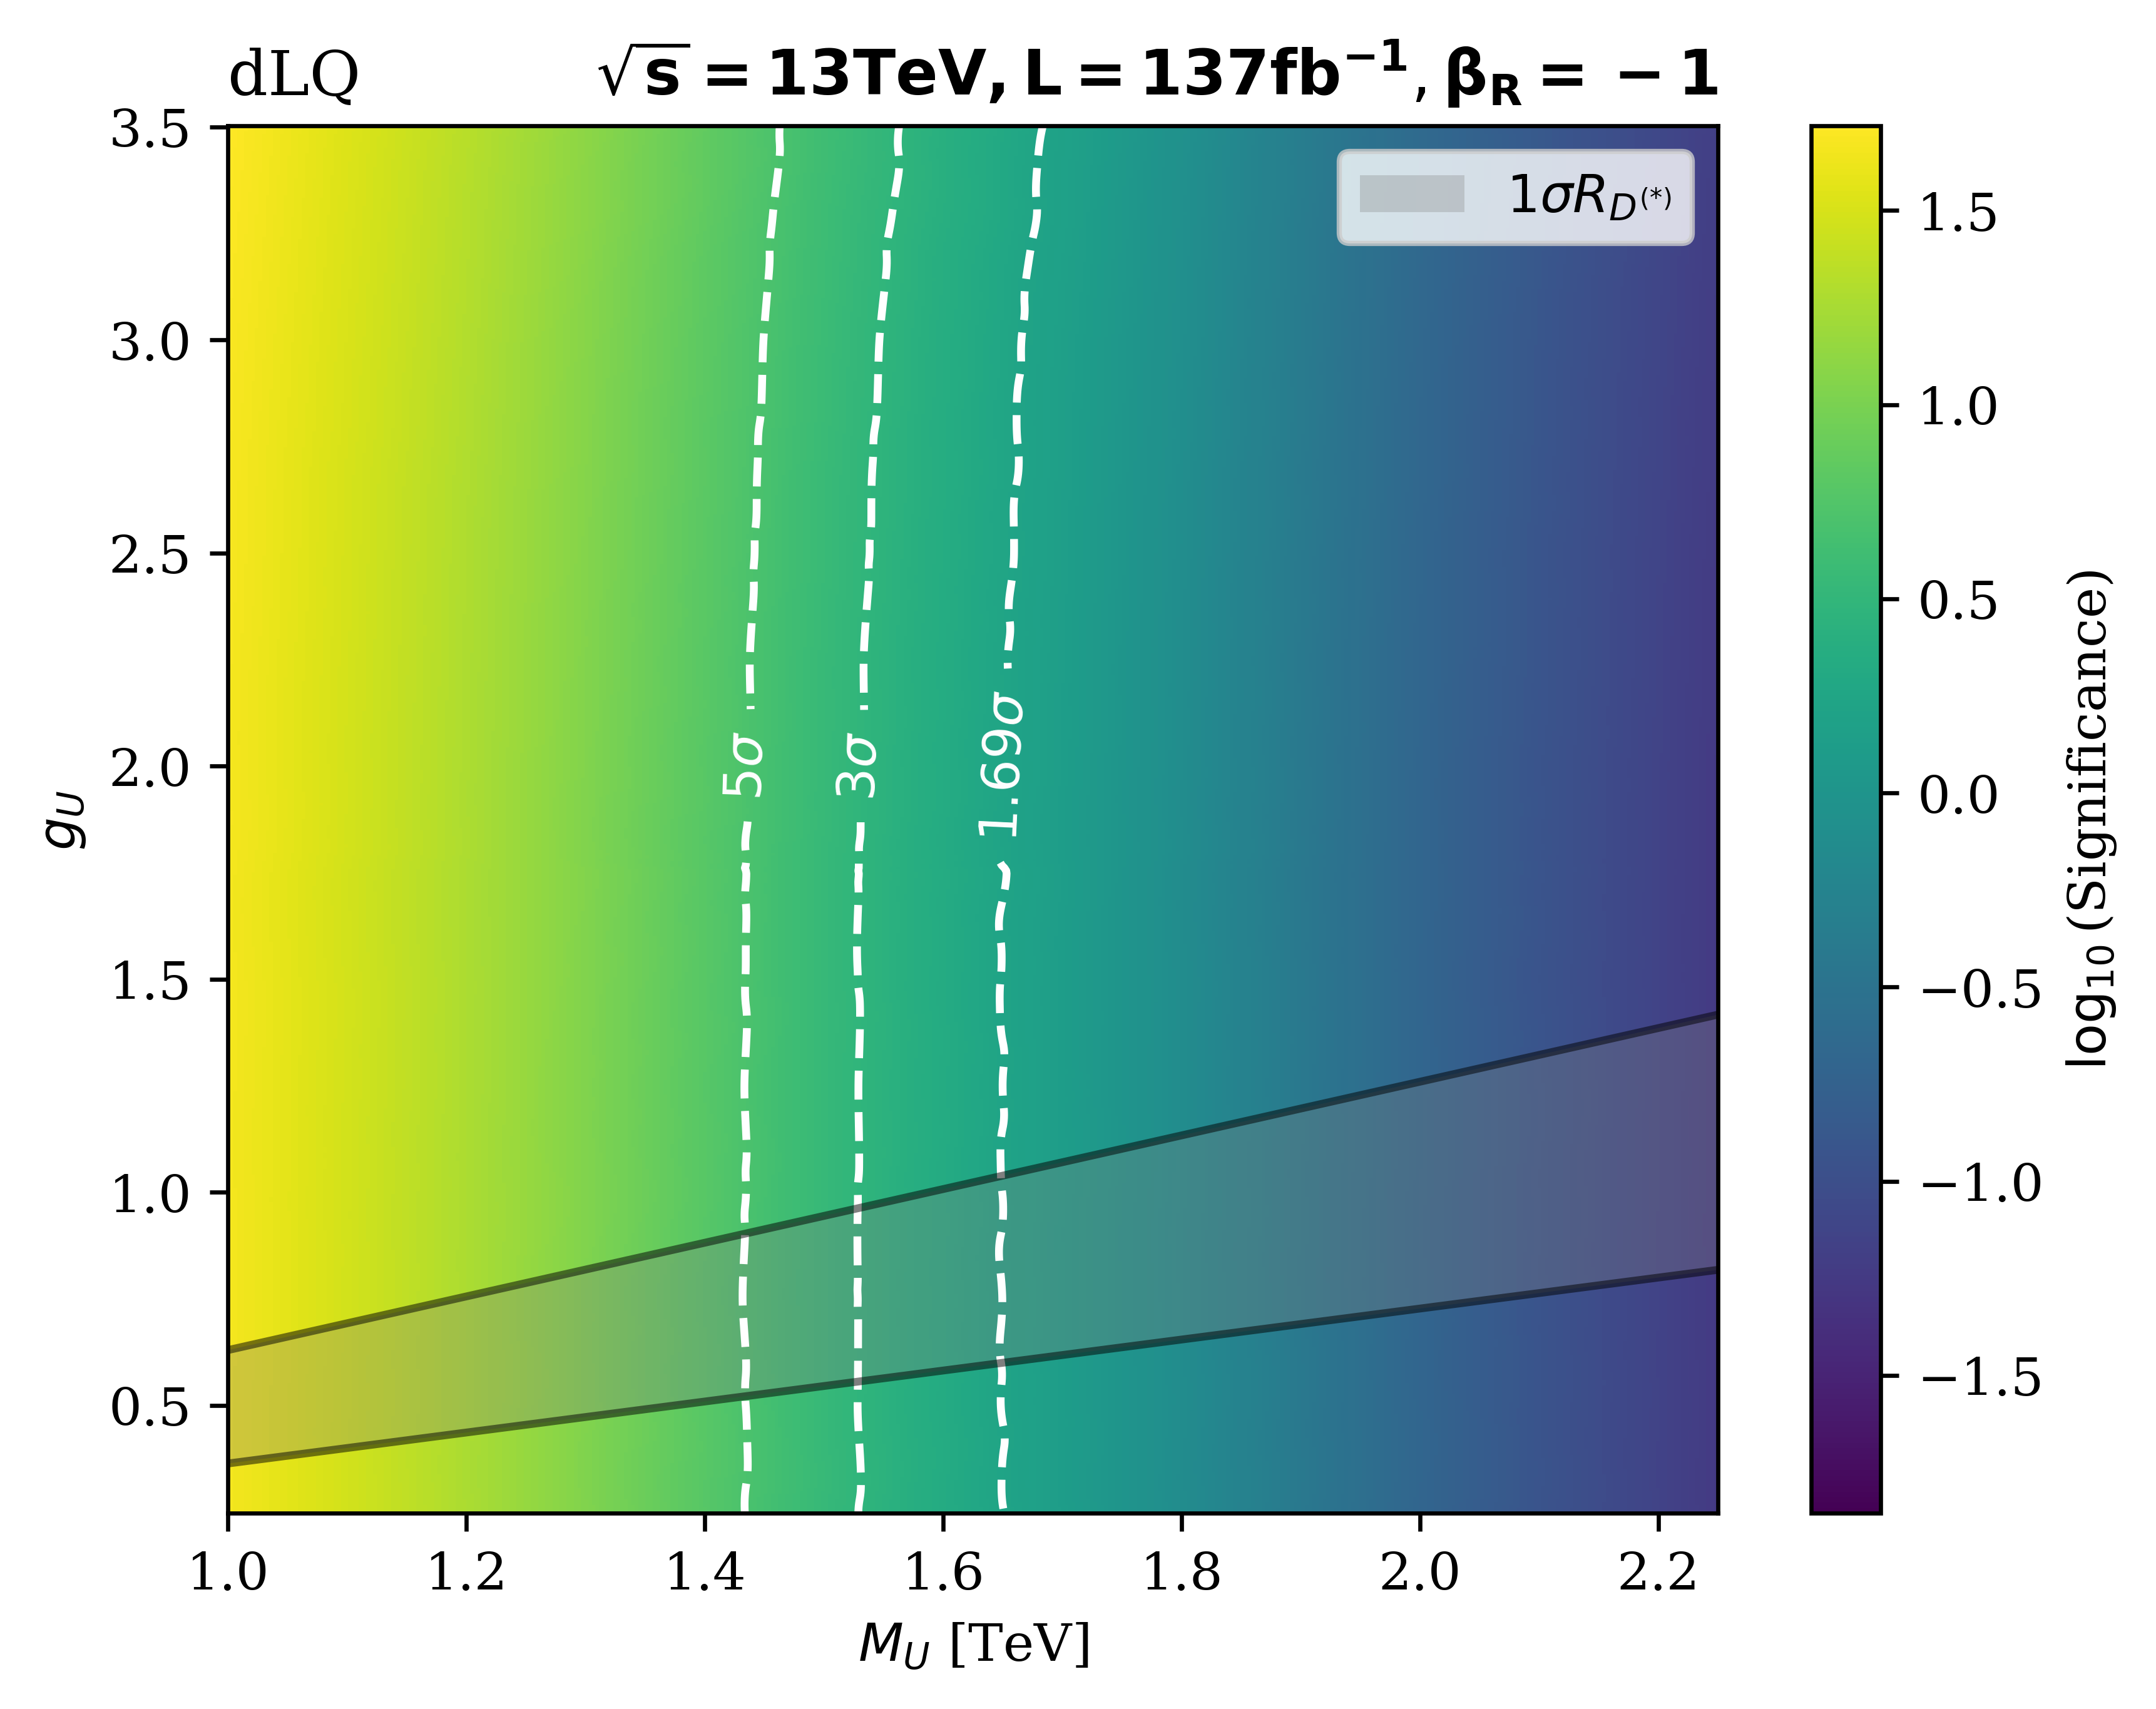 dLQ
√s = 13TeV, L = 137fb⁻¹, β_R = −1
3.5
3.0
2.5
2.0
1.5
1.0
0.5
g_U
1σR_D(*)
5σ
3σ
1.69σ
1.0 1.2 1.4 1.6 1.8 2.0 2.2
M_U [TeV]
1.5
1.0
0.5
0.0
−0.5
−1.0
−1.5
log₁₀ (Significance)